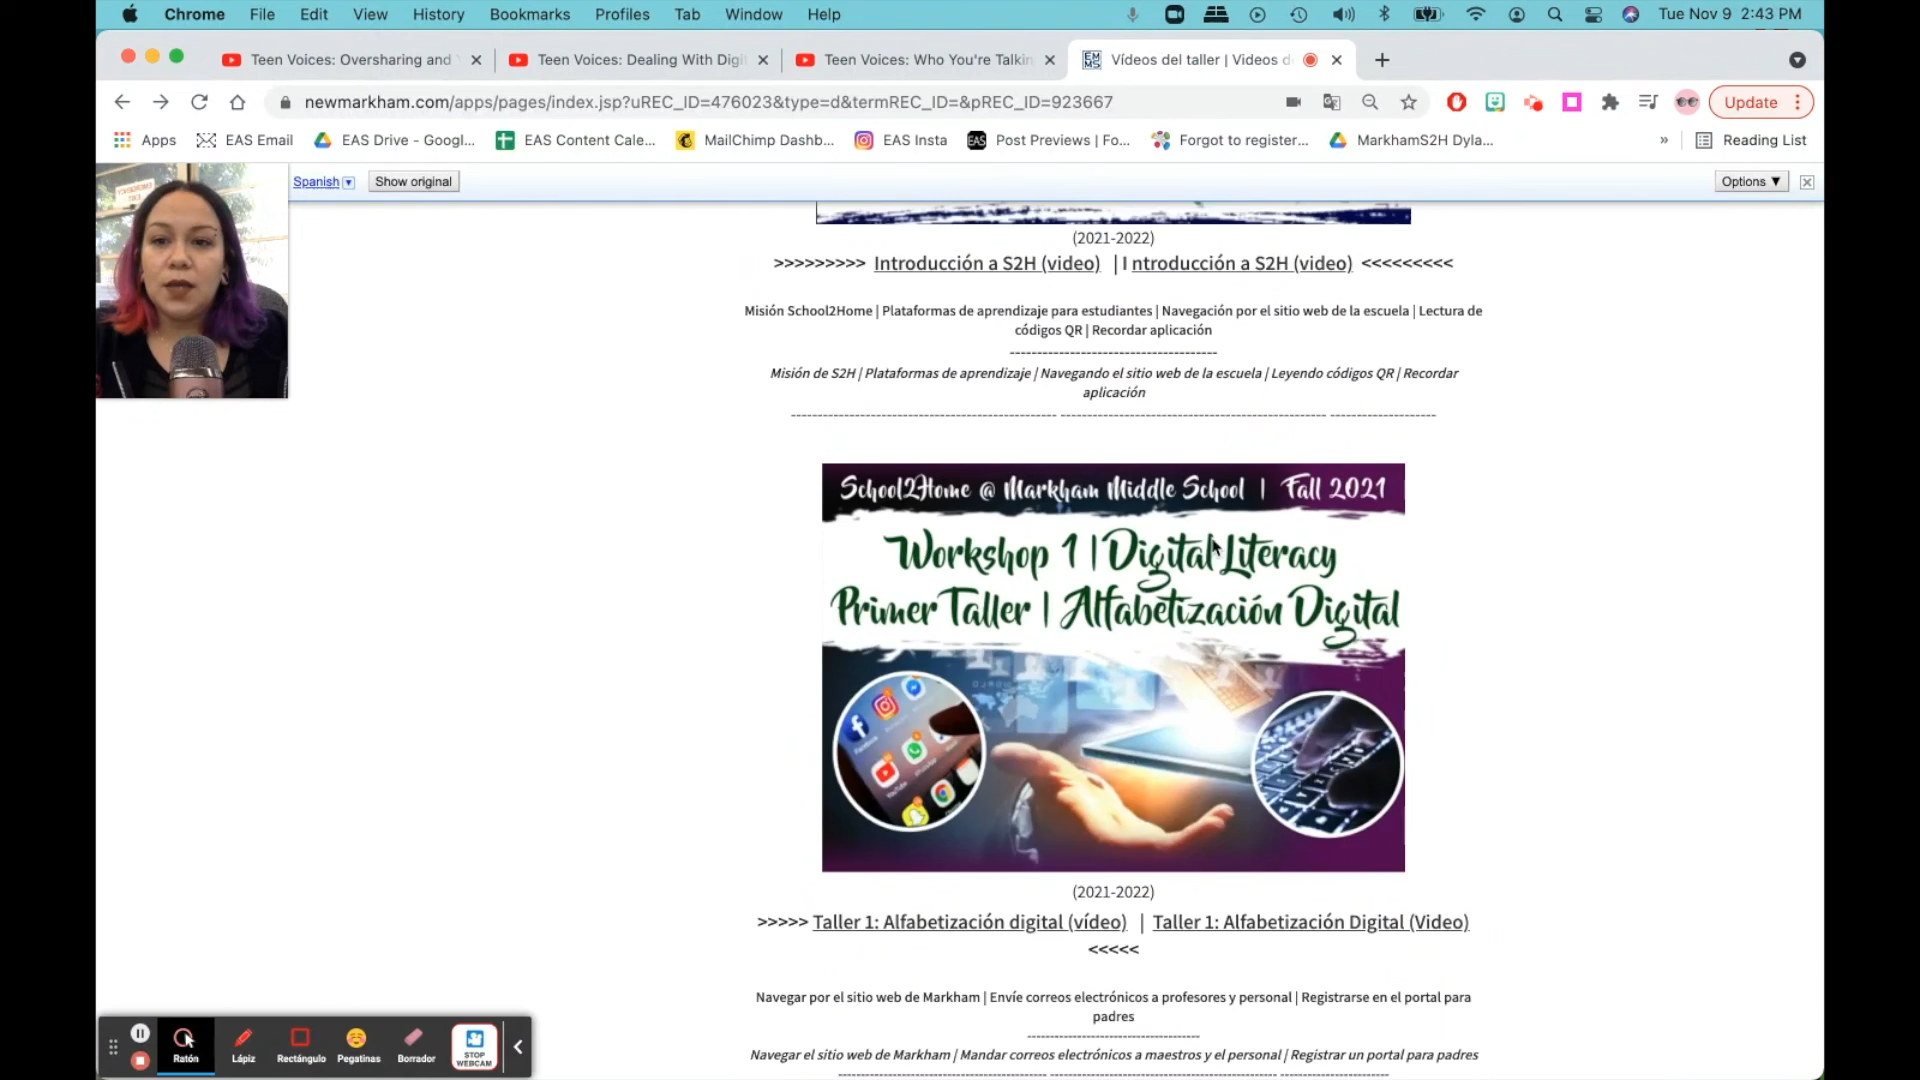 Chrome File Edit View History Bookmarks Profiles Tab Window Help Tue Nov 9 2:43 PM
Teen Voices: Oversharing and Teen Voices: Dealing With Digi Teen Voices: Who You're Talkin Vídeos del taller | Videos d
newmarkham.com/apps/pages/index.jsp?uREC_ID=476023&type=d&termREC_ID=&pREC_ID=923667 Update
Apps EAS Email EAS Drive - Googl... EAS Content Cale... MailChimp Dashb... EAS Insta EAS Post Previews | Fo... Forgot to register... MarkhamS2H Dyla... » Reading List
Spanish Show original Options ▼
(2021-2022)
>>>>>>>>> Introducción a S2H (video) | I ntroducción a S2H (video) <<<<<<<<<
Misión School2Home | Plataformas de aprendizaje para estudiantes | Navegación por el sitio web de la escuela | Lectura de
códigos QR | Recordar aplicación
Misión de S2H | Plataformas de aprendizaje | Navegando el sitio web de la escuela | Leyendo códigos QR | Recordar
aplicación
School2Home @ Markham Middle School | Fall 2021
Workshop 1 | Digital Literacy
Primer Taller | Alfabetización Digital
Facebook
YouTube
(2021-2022)
>>>>> Taller 1: Alfabetización digital (vídeo) | Taller 1: Alfabetización Digital (Video)
<<<<<
Navegar por el sitio web de Markham | Envíe correos electrónicos a profesores y personal | Registrarse en el portal para
padres
Navegar el sitio web de Markham | Mandar correos electrónicos a maestros y el personal | Registrar un portal para padres
Ratón Lápiz Rectángulo Pegatinas Borrador STOP WEBCAM